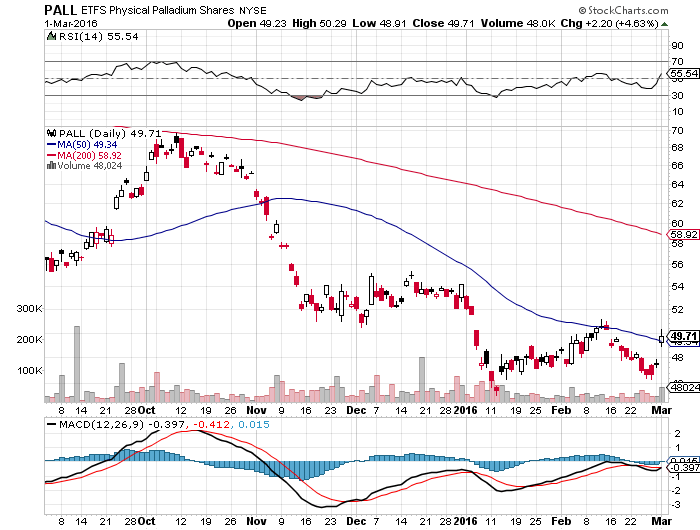 PALL ETFS Physical Palladium Shares NYSE © StockCharts.com
1-Mar-2016 Open 49.23 High 50.29 Low 48.91 Close 49.71 Volume 48.0K Chg +2.20 (+4.63%)
RSI(14) 55.54
90
70
55.54
50
30
10
PALL (Daily) 49.71
MA(50) 49.34
MA(200) 58.92
Volume 48,024
70
68
66
64
62
60
58.92
58
56
54
52
50
49.71
48
300K
200K
100K
48024
8 14 21 28 Oct 12 19 26 Nov 9 16 23 Dec 7 14 21 28 2016 11 19 25 Feb 8 16 22 Mar
MACD(12,26,9) -0.397, -0.412, 0.015
2
1
0.015
-0.397
-1
-2
-3
8 14 21 28 Oct 12 19 26 Nov 9 16 23 Dec 7 14 21 28 2016 11 19 25 Feb 8 16 22 Mar